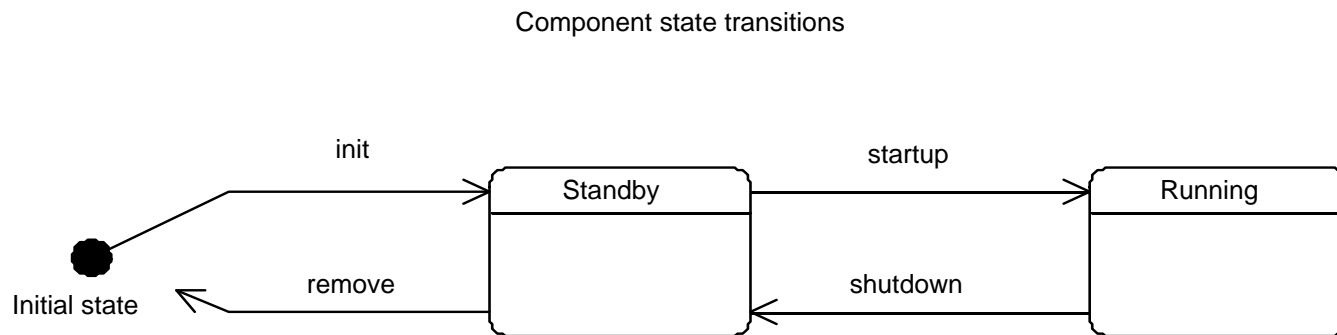 Component state transitions
init
startup
Standby
Running
remove
shutdown
Initial state